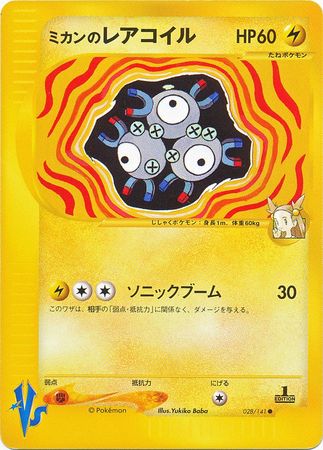 ミカンのレアコイル HP60
たねポケモン
じしゃくポケモン：身長1m、体重60kg
ソニックブーム 30
このワザは、相手の「弱点・抵抗力」に関係なく、ダメージを与える。
弱点 抵抗力 にげる
1 EDITION
VS
© Pokémon Illus.Yukiko Baba 028/141 ●